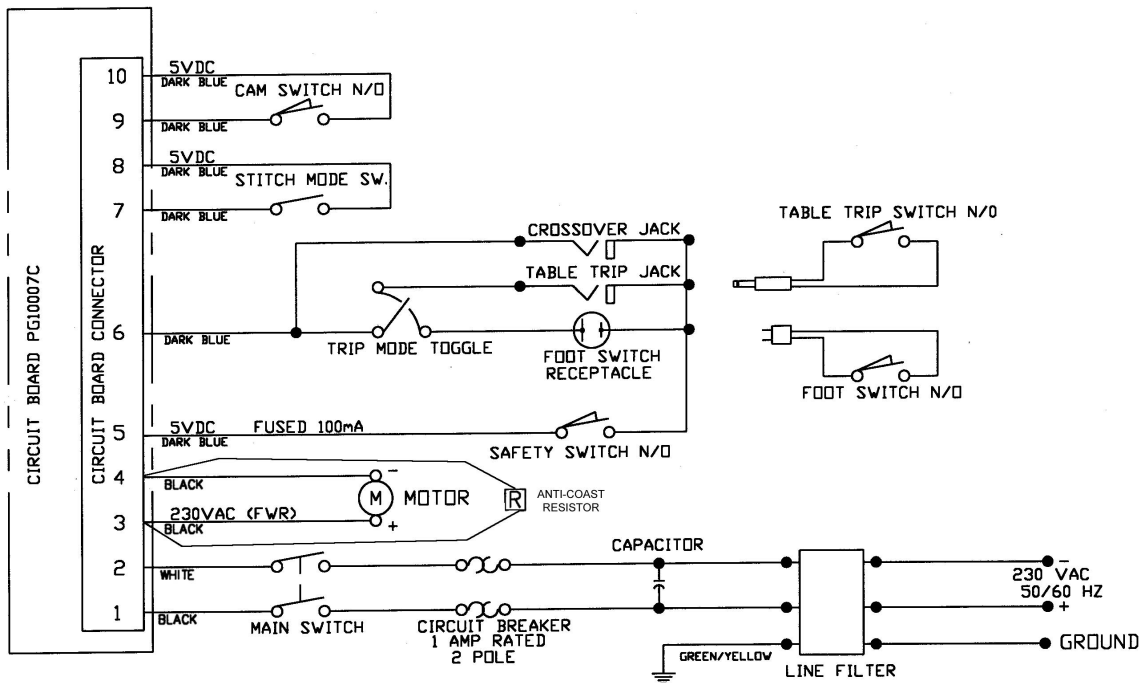 CIRCUIT BOARD PG10007C
CIRCUIT BOARD CONNECTOR
10
5VDC
DARK BLUE
CAM SWITCH N/O
9
DARK BLUE
8
5VDC
DARK BLUE
STITCH MODE SW.
7
DARK BLUE
CROSSOVER JACK
TABLE TRIP JACK
6
DARK BLUE
TRIP MODE TOGGLE
FOOT SWITCH
RECEPTACLE
TABLE TRIP SWITCH N/O
FOOT SWITCH N/O
5
5VDC
FUSED 100mA
DARK BLUE
SAFETY SWITCH N/O
4
BLACK
-
M
MOTOR
R
ANTI-COAST
RESISTOR
3
230VAC (FWR)
BLACK
+
2
WHITE
CAPACITOR
-
230 VAC
50/60 HZ
+
1
BLACK
MAIN SWITCH
CIRCUIT BREAKER
1 AMP RATED
2 POLE
GREEN/YELLOW
LINE FILTER
GROUND